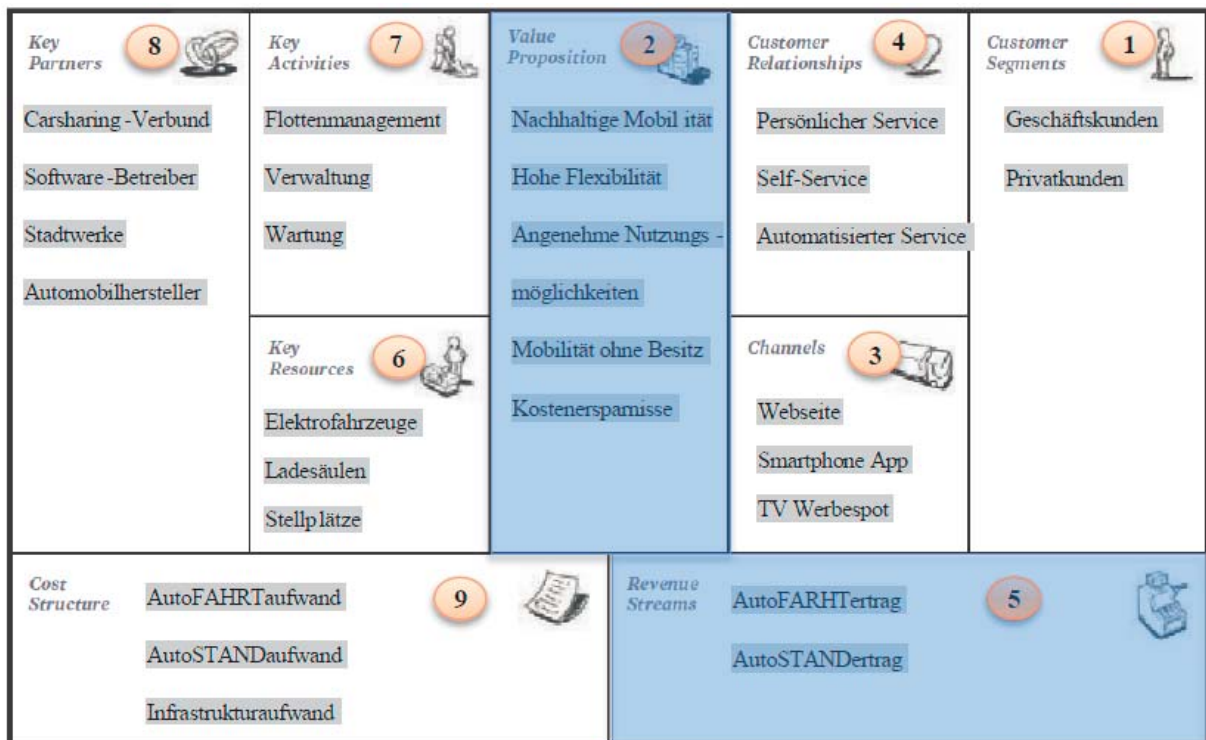 Key
Partners
8
Carsharing -Verbund
Software -Betreiber
Stadtwerke
Automobilhersteller
Key
Activities
7
Flottenmanagement
Verwaltung
Wartung
Key
Resources
6
Elektrofahrzeuge
Ladesäulen
Stellplätze
Value
Proposition
2
Nachhaltige Mobil ität
Hohe Flexibilität
Angenehme Nutzungs -
möglichkeiten
Mobilität ohne Besitz
Kostenersparnisse
Customer
Relationships
4
Persönlicher Service
Self-Service
Automatisierter Service
Channels
3
Webseite
Smartphone App
TV Werbespot
Customer
Segments
1
Geschäftskunden
Privatkunden
Cost
Structure
9
AutoFAHRTaufwand
AutoSTANDaufwand
Infrastrukturaufwand
Revenue
Streams
5
AutoFARHTertrag
AutoSTANDertrag